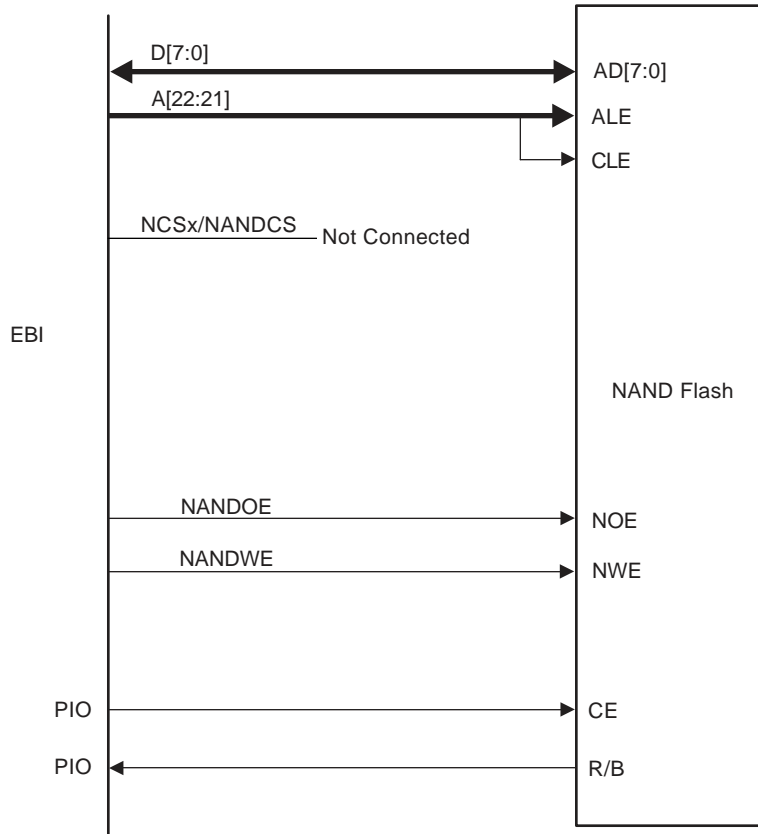 D[7:0]
AD[7:0]
A[22:21]
ALE
CLE
NCSx/NANDCS
Not Connected
EBI
NAND Flash
NANDOE
NOE
NANDWE
NWE
PIO
CE
PIO
R/B